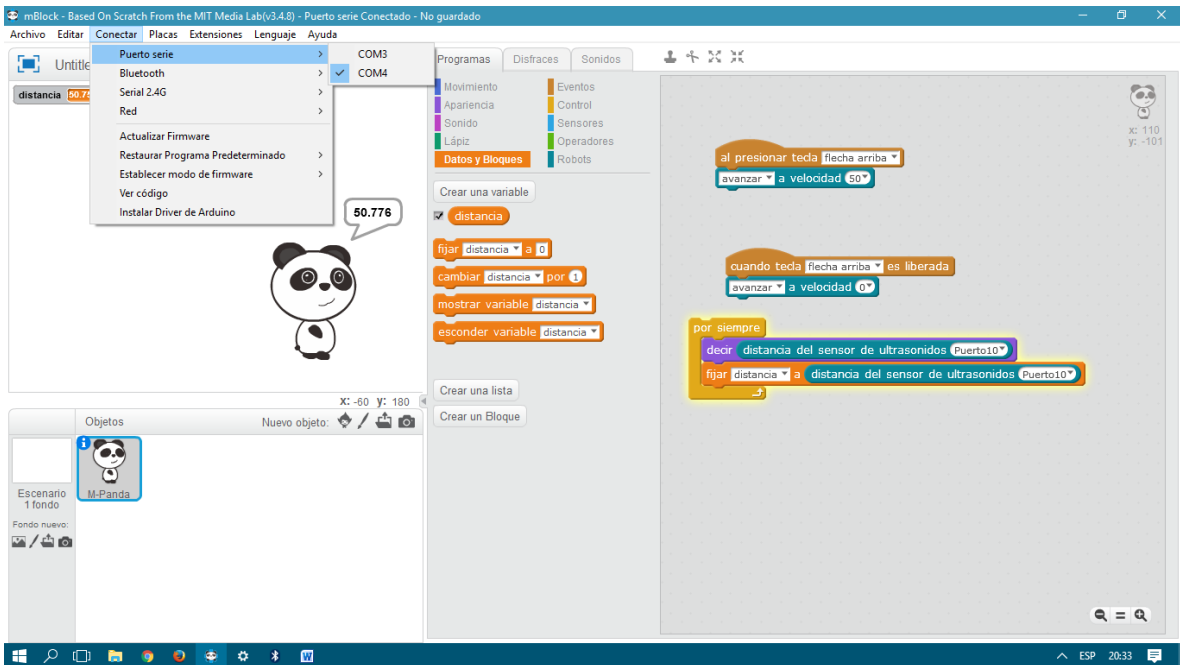 mBlock - Based On Scratch From the MIT Media Lab(v3.4.8) - Puerto serie Conectado - No guardado
Archivo Editar Conectar Placas Extensiones Lenguaje Ayuda
Puerto serie
Bluetooth
Serial 2.4G
Red
Actualizar Firmware
Restaurar Programa Predeterminado
Establecer modo de firmware
Ver código
Instalar Driver de Arduino
COM3
COM4
distancia
50.776
Programas Disfraces Sonidos
Movimiento Eventos
Apariencia Control
Sonido Sensores
Lápiz Operadores
Datos y Bloques Robots
Crear una variable
distancia
fijar distancia a 0
cambiar distancia por 1
mostrar variable distancia
esconder variable distancia
Crear una lista
Crear un Bloque
al presionar tecla flecha arriba
avanzar a velocidad 50
cuando tecla flecha arriba es liberada
avanzar a velocidad 0
por siempre
decir distancia del sensor de ultrasonidos Puerto10
fijar distancia a distancia del sensor de ultrasonidos Puerto10
x: 110
y: -101
X: -60 y: 180
Objetos Nuevo objeto:
Escenario
1 fondo
Fondo nuevo:
M-Panda
ESP 20:33